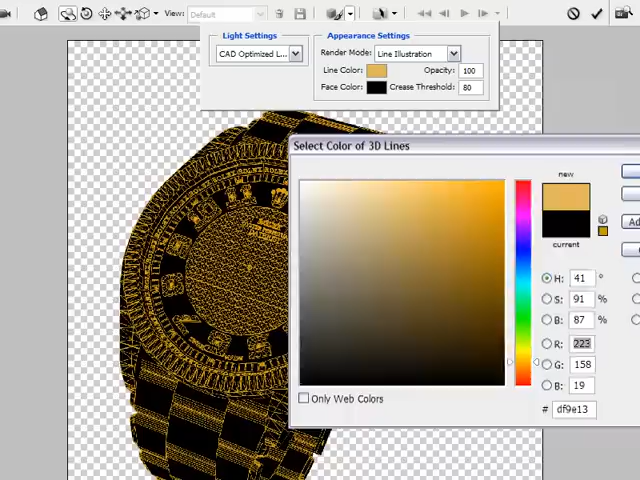 View: Default
Light Settings
Appearance Settings
CAD Optimized L...
Render Mode: Line Illustration
Line Color:
Opacity: 100
Face Color:
Crease Threshold: 80
Select Color of 3D Lines
new
current
Ad
H: 41 °
S: 91 %
B: 87 %
R: 223
G: 158
B: 19
# df9e13
Only Web Colors